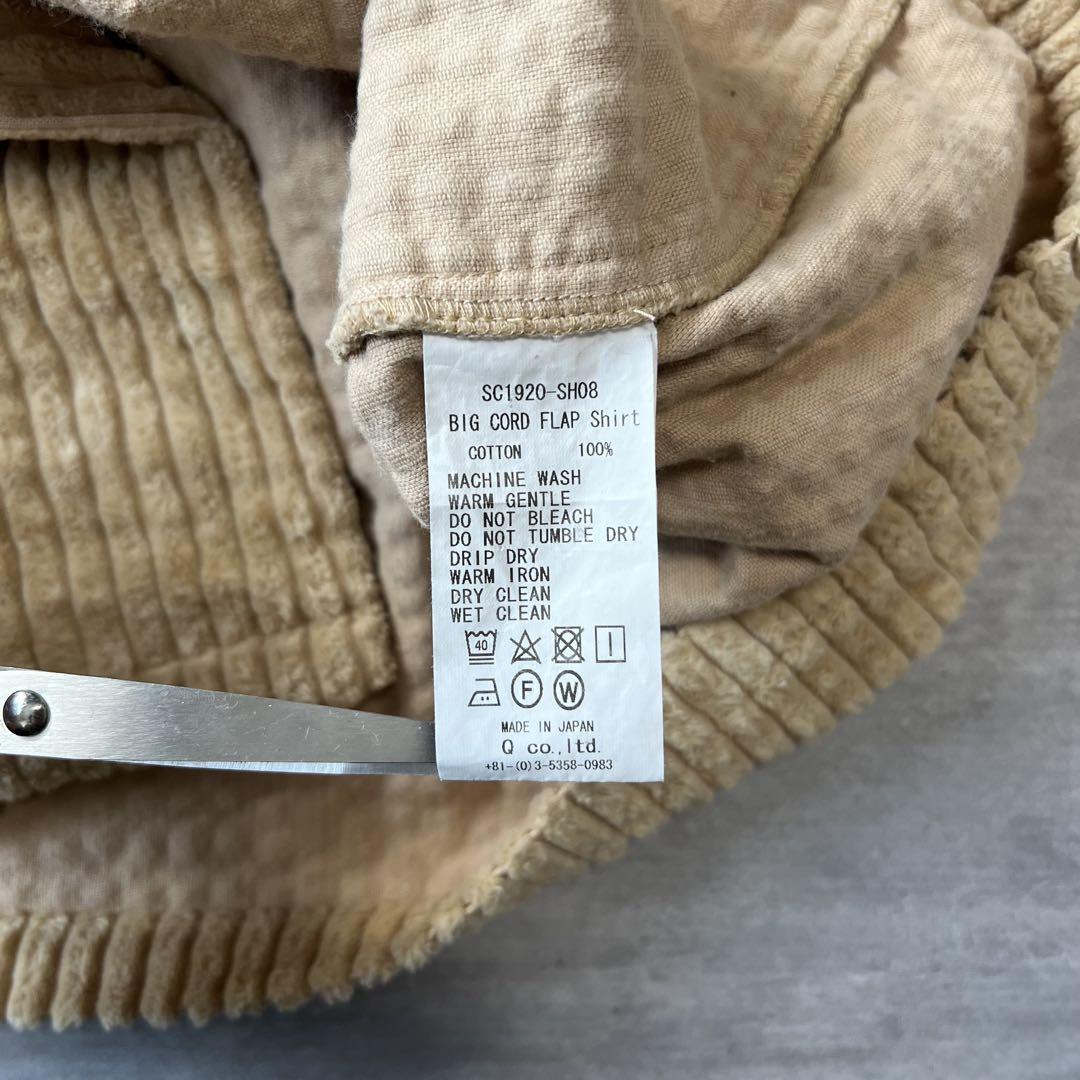 SC1920-SH08
BIG CORD FLAP Shirt
COTTON 100%
MACHINE WASH
WARM GENTLE
DO NOT BLEACH
DO NOT TUMBLE DRY
DRIP DRY
WARM IRON
DRY CLEAN
WET CLEAN
40
F W
MADE IN JAPAN
Q co.,ltd.
+81-(0)3-5358-0983